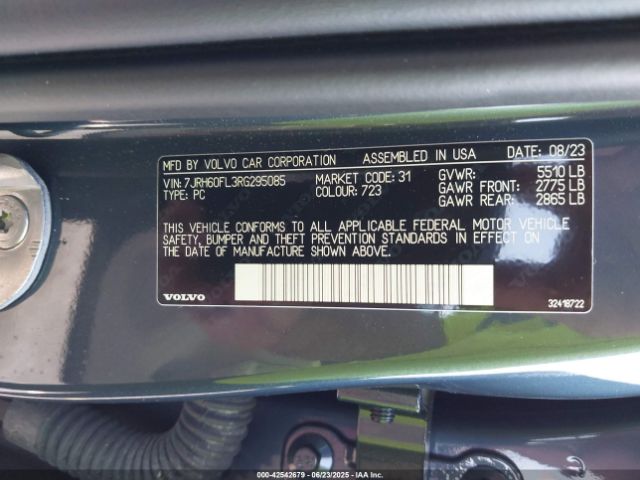 MFD BY VOLVO CAR CORPORATION ASSEMBLED IN USA DATE: 08/23
VIN: 7JRH60FL3RG295085 MARKET CODE: 31 GVWR: 5510 LB
TYPE: PC COLOUR: 723 GAWR FRONT: 2775 LB
GAWR REAR: 2865 LB
THIS VEHICLE CONFORMS TO ALL APPLICABLE FEDERAL MOTOR VEHICLE
SAFETY, BUMPER AND THEFT PREVENTION STANDARDS IN EFFECT ON
THE DATE OF MANUFACTURE SHOWN ABOVE.
VOLVO 32418722
000-42542679 - 06/23/2025 - IAAI.COM